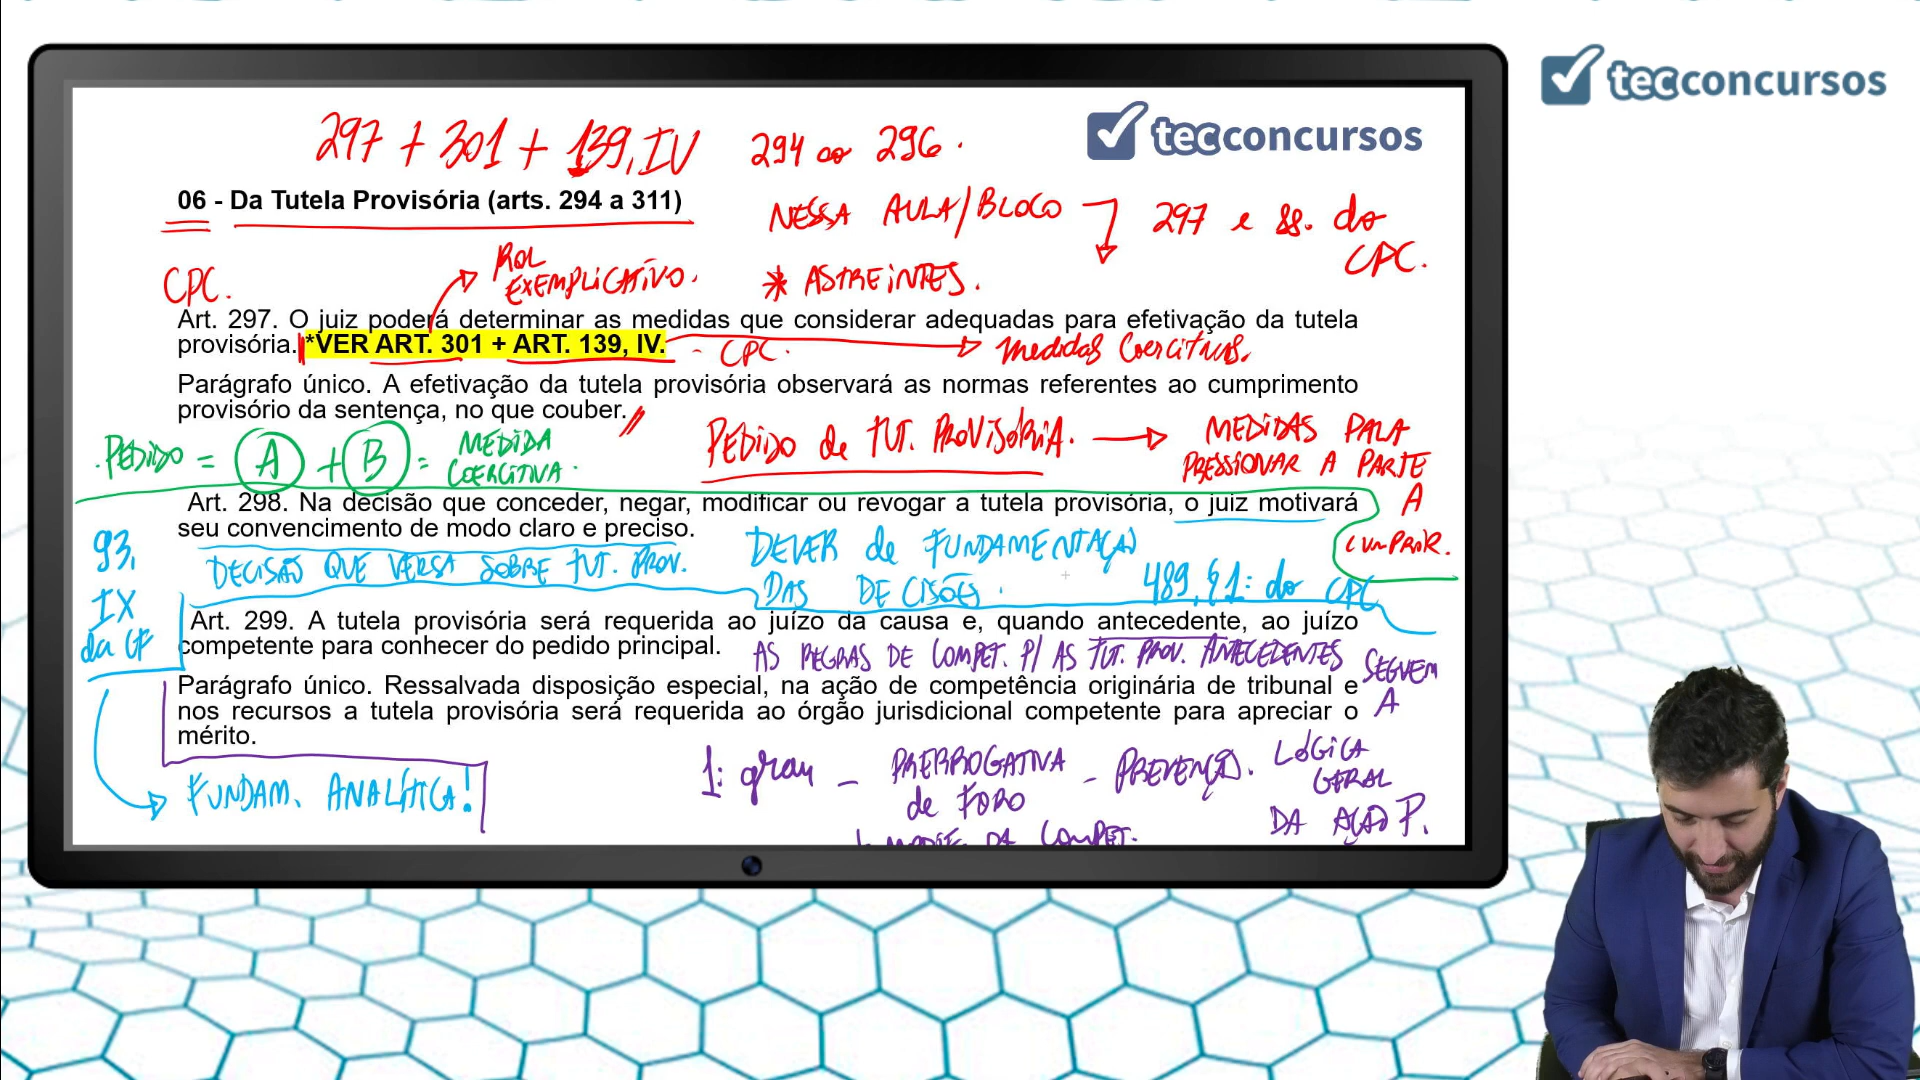 tecconcursos
297 + 301 + 139, IV
294 ao 296.
tecconcursos
06 - Da Tutela Provisória (arts. 294 a 311)
NESSA AULA/BLOCO
297 e ss. do CPC.
CPC.
ROL EXEMPLICATIVO.
* ASTREINTES.
Art. 297. O juiz poderá determinar as medidas que considerar adequadas para efetivação da tutela
provisória. *VER ART. 301 + ART. 139, IV.
- CPC.
Medidas Coercitivas.
Parágrafo único. A efetivação da tutela provisória observará as normas referentes ao cumprimento
provisório da sentença, no que couber.
PEDIDO = A + B = MEDIDA COERCITIVA.
PEDIDO de TUT. PROVISÓRIA.
MEDIDAS PARA
PRESSIONAR A PARTE
A
CUMPRIR.
Art. 298. Na decisão que conceder, negar, modificar ou revogar a tutela provisória, o juiz motivará
seu convencimento de modo claro e preciso.
93,
IX
da CF
DECISÃO QUE VERSA SOBRE TUT. PROV.
DEVER de FUNDAMENTAÇÃO
DAS DECISÕES.
489, §1º do CPC
Art. 299. A tutela provisória será requerida ao juízo da causa e, quando antecedente, ao juízo
competente para conhecer do pedido principal.
AS REGRAS DE COMPET. P/ AS TUT. PROV. ANTECEDENTES SEGUEM
A
Parágrafo único. Ressalvada disposição especial, na ação de competência originária de tribunal e
nos recursos a tutela provisória será requerida ao órgão jurisdicional competente para apreciar o
mérito.
LÓGICA
GERAL
DA AÇÃO P.
1º grau - PRERROGATIVA de FORO - PREVENÇÃO.
FUNDAM. ANALÍTICA!
DA COMPET.